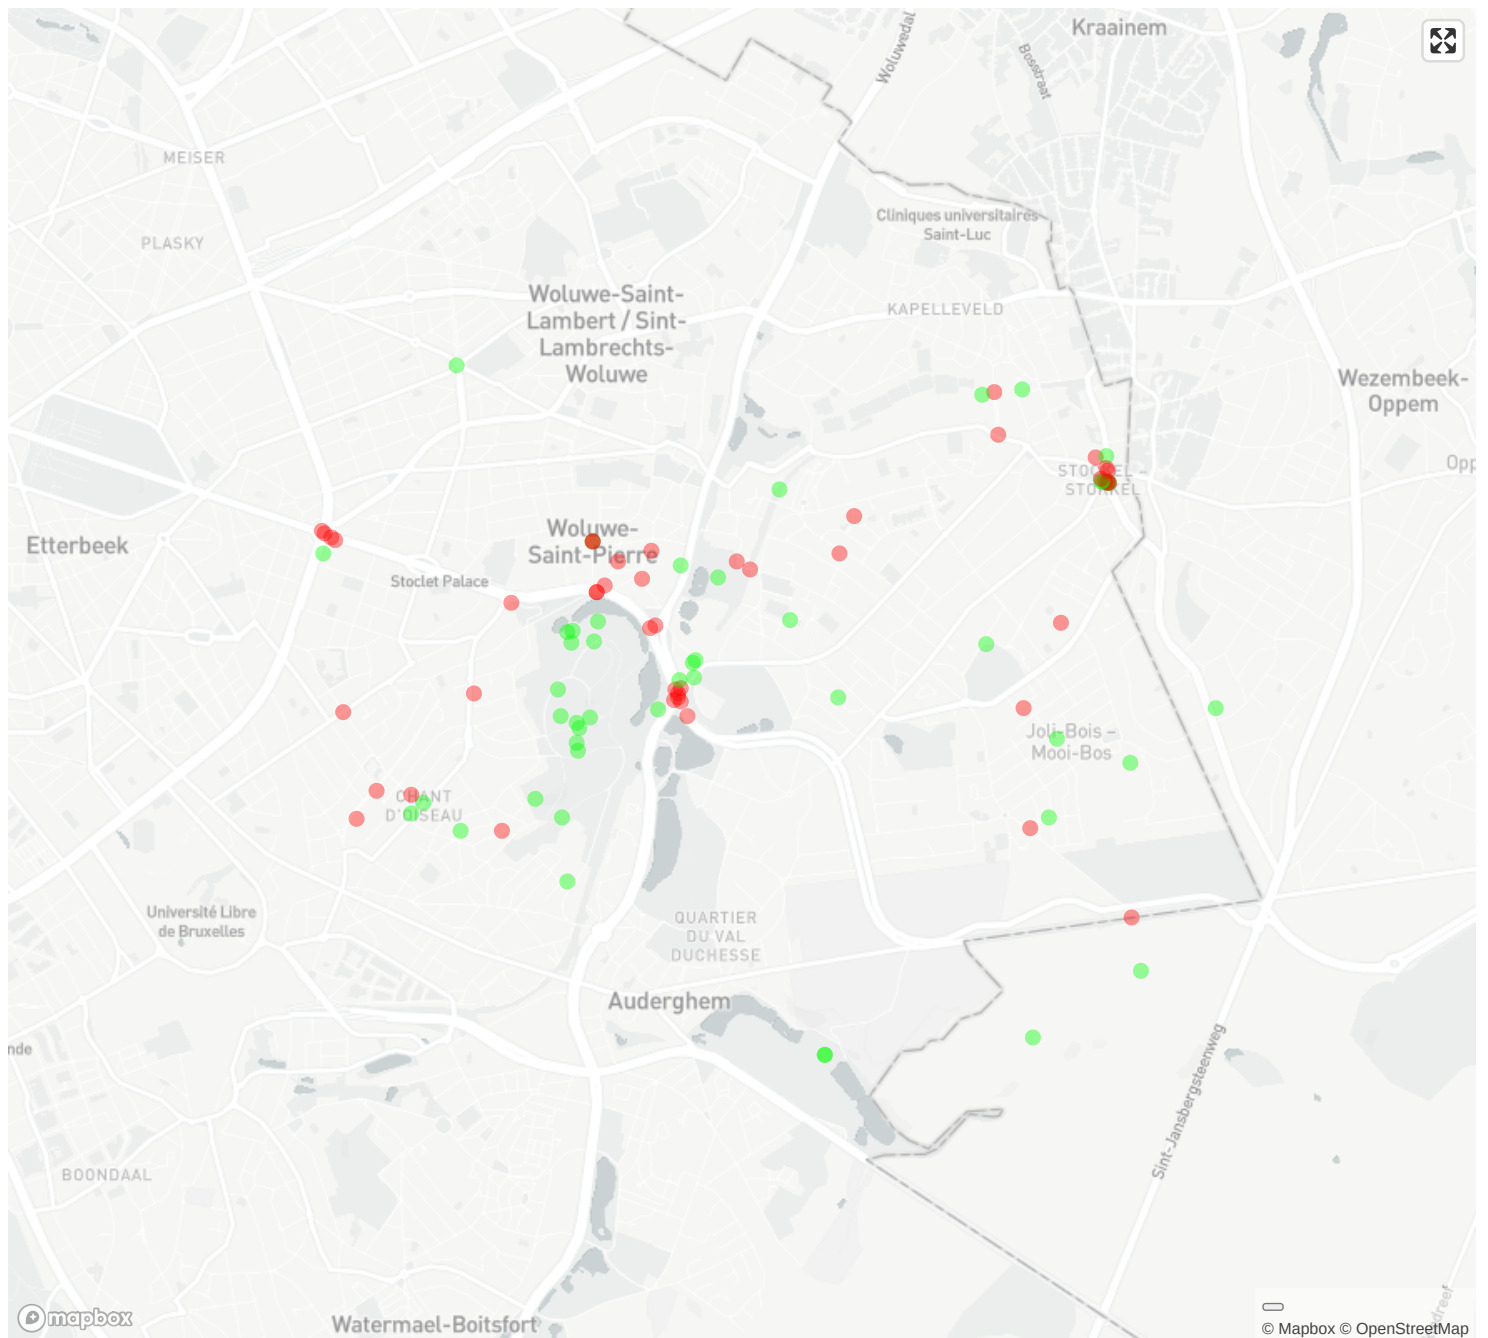 Kraainem
Woluwedal
Bosstraat
MEISER
Cliniques universitaires
Saint-Luc
PLASKY
Woluwe-Saint-
Lambert / Sint-
Lambrechts-
Woluwe
KAPELLEVELD
Wezembeek-
Oppem
STOCKEL –
STOKKEL
Opp
Etterbeek
Woluwe-
Saint-Pierre
Stoclet Palace
Joli-Bois –
Mooi-Bos
CHANT
D'OISEAU
Université Libre
de Bruxelles
QUARTIER
DU VAL
DUCHESSE
Auderghem
nde
Sint-Jansbergsteenweg
BOONDAAL
dreef
mapbox
Watermael-Boitsfort
© Mapbox © OpenStreetMap